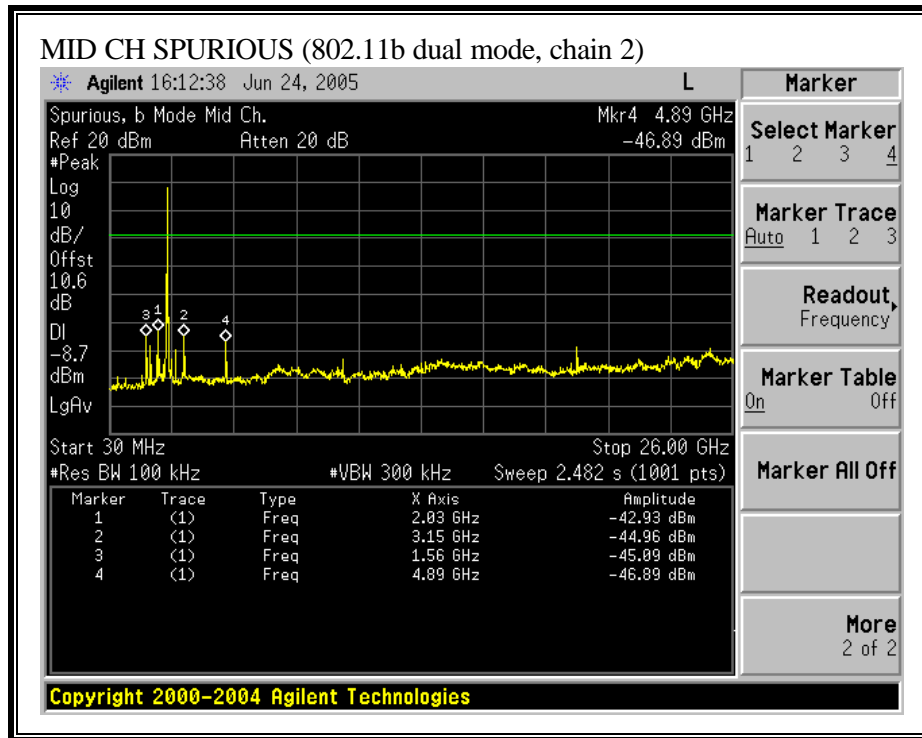 MID CH SPURIOUS (802.11b dual mode, chain 2)
Agilent 16:12:38 Jun 24, 2005 L
Spurious, b Mode Mid Ch. Mkr4 4.89 GHz
Ref 20 dBm Atten 20 dB -46.89 dBm
#Peak
Log
10
dB/
Offst
10.6
dB
DI
-8.7
dBm
LgAv
3 1 2 4
Start 30 MHz Stop 26.00 GHz
#Res BW 100 kHz #VBW 300 kHz Sweep 2.482 s (1001 pts)
Marker Trace Type X Axis Amplitude
1 (1) Freq 2.03 GHz -42.93 dBm
2 (1) Freq 3.15 GHz -44.96 dBm
3 (1) Freq 1.56 GHz -45.09 dBm
4 (1) Freq 4.89 GHz -46.89 dBm
Copyright 2000-2004 Agilent Technologies
Marker
Select Marker
1 2 3 4
Marker Trace
Auto 1 2 3
Readout
Frequency
Marker Table
On Off
Marker All Off
More
2 of 2